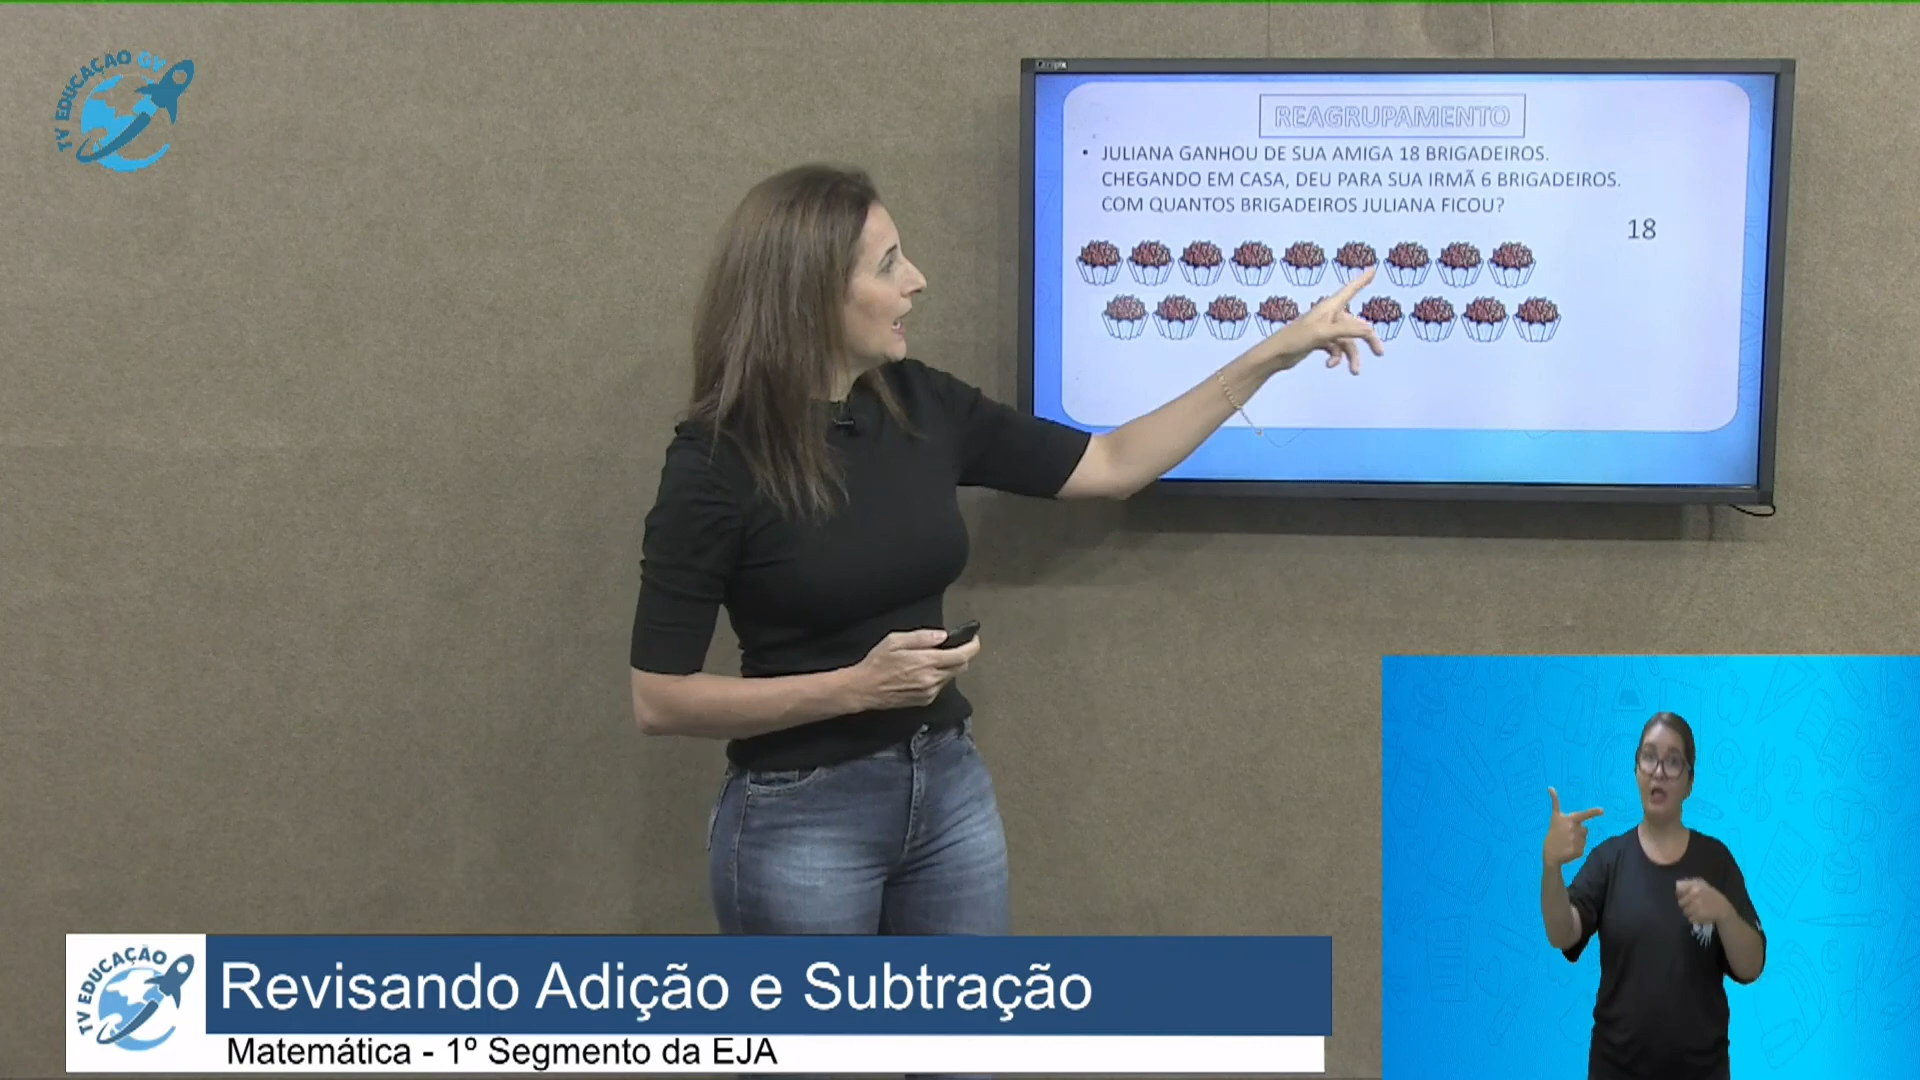 TV EDUCAÇÃO GV
REAGRUPAMENTO
• JULIANA GANHOU DE SUA AMIGA 18 BRIGADEIROS.
CHEGANDO EM CASA, DEU PARA SUA IRMÃ 6 BRIGADEIROS.
COM QUANTOS BRIGADEIROS JULIANA FICOU?
18
TV EDUCAÇÃO
Revisando Adição e Subtração
Matemática - 1º Segmento da EJA